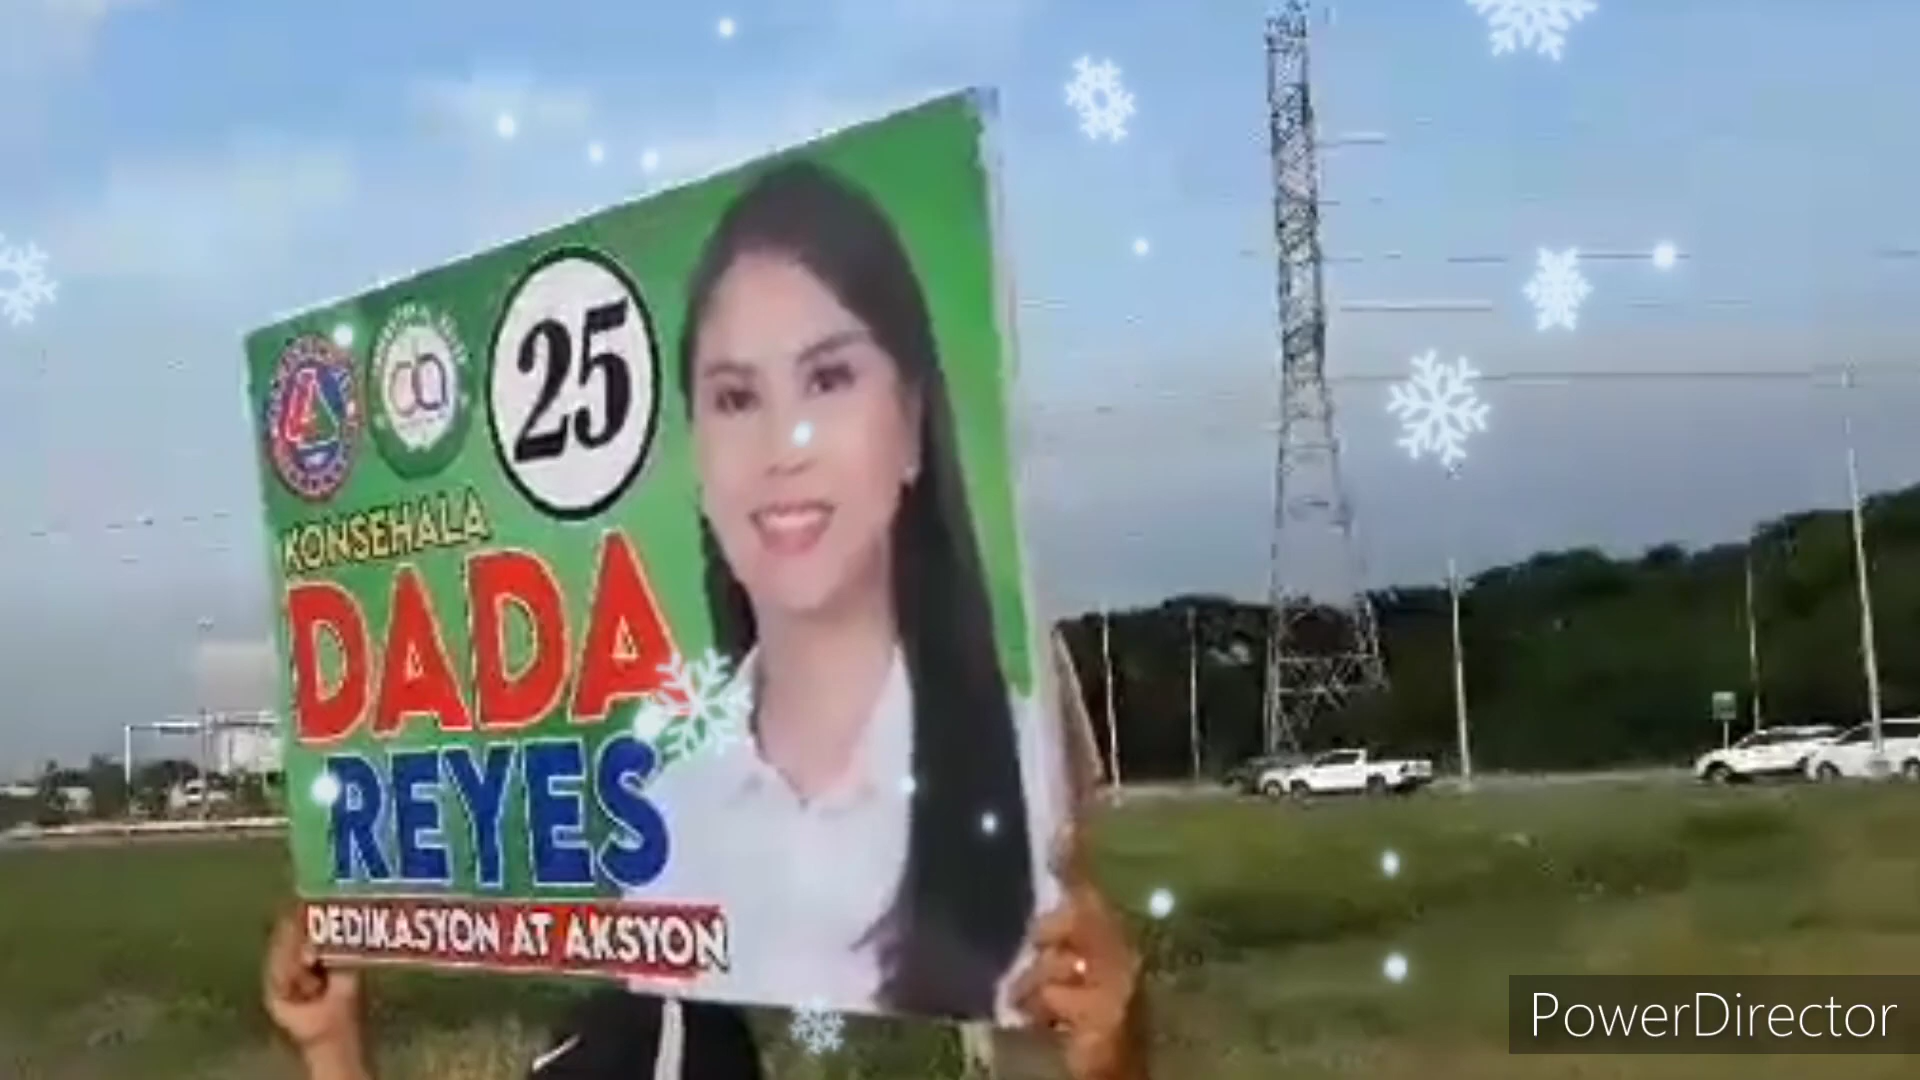 25
KONSEHALA
DADA
REYES
DEDIKASYON AT AKSYON
PowerDirector